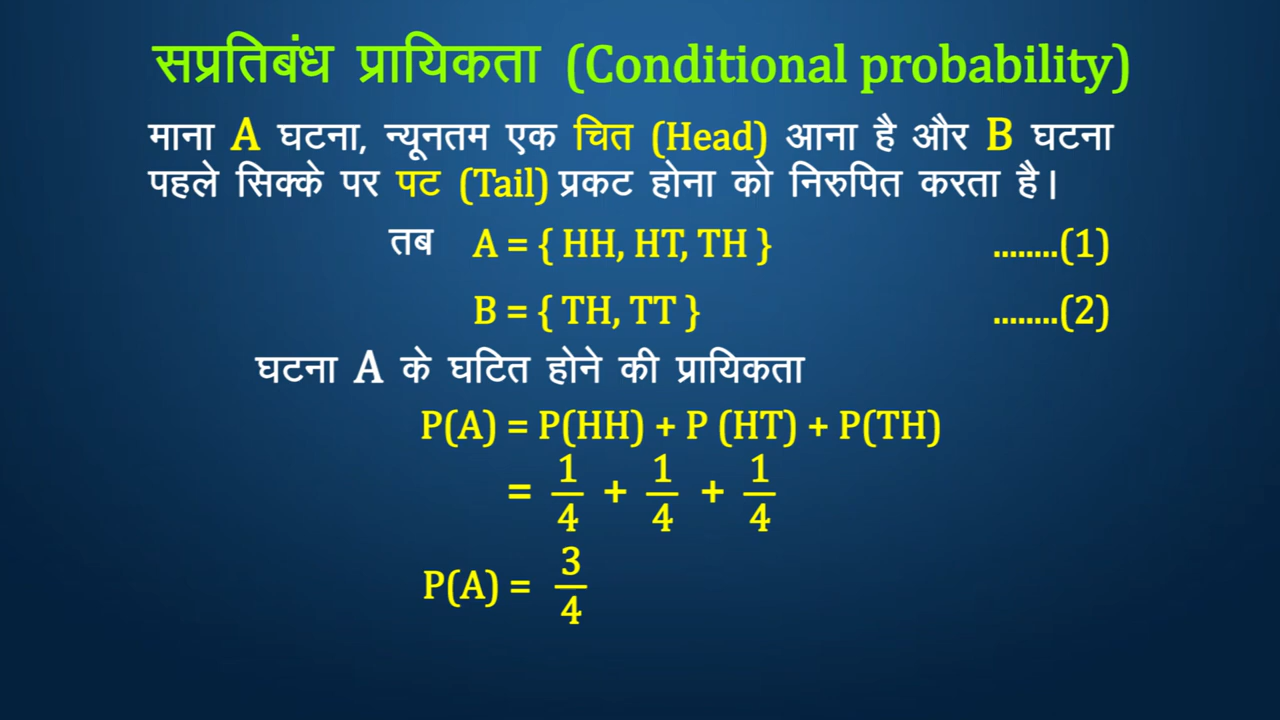 सप्रतिबंध प्रायिकता (Conditional probability)
माना A घटना, न्यूनतम एक चित (Head) आना है और B घटना
पहले सिक्के पर पट (Tail) प्रकट होना को निरुपित करता है।
तब A = { HH, HT, TH } ........(1)
B = { TH, TT } ........(2)
घटना A के घटित होने की प्रायिकता
P(A) = P(HH) + P (HT) + P(TH)
= 1/4 + 1/4 + 1/4
P(A) = 3/4